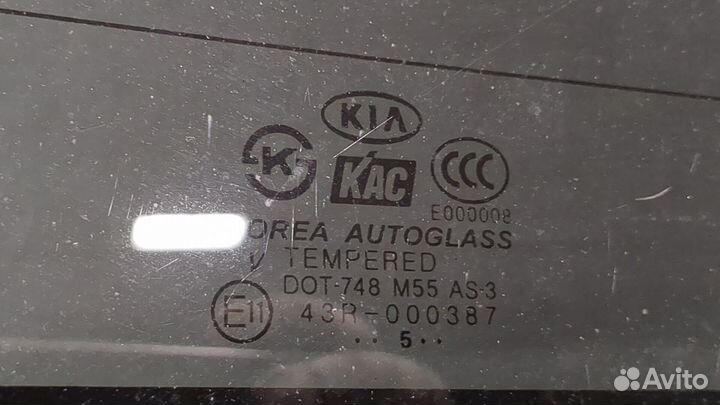 KIA
K
KAC
CCC
E000008
OREA AUTOGLASS
V TEMPERED
DOT-748 M55 AS-3
E11 43R-000387
.. 5 ..
Avito